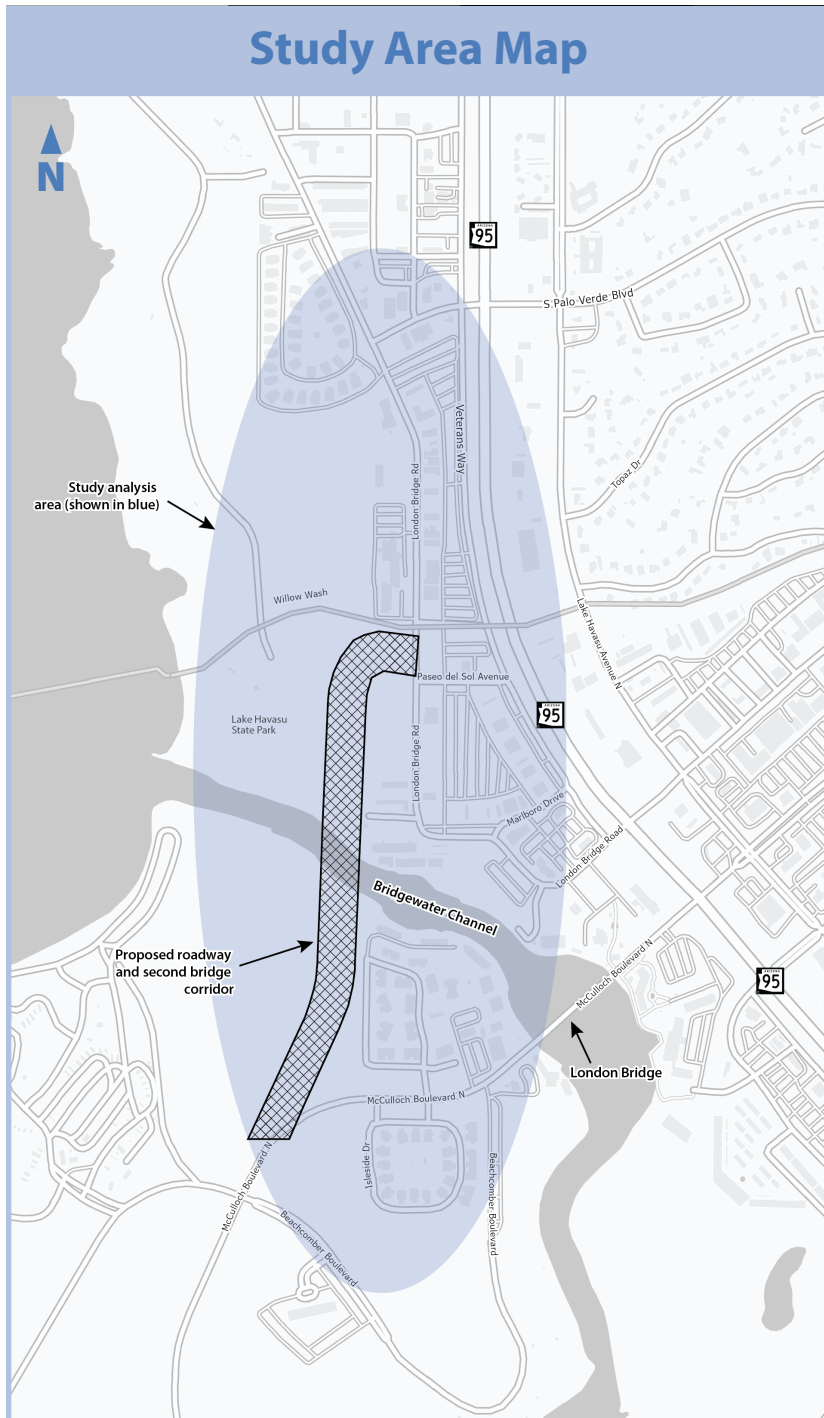 Study Area Map
N
ARIZONA
95
S Palo Verde Blvd
Veterans Way
London Bridge Rd
Topaz Dr
Study analysis
area (shown in blue)
Willow Wash
Lake Havasu Avenue N
Paseo del Sol Avenue
ARIZONA
95
Lake Havasu
State Park
London Bridge Rd
Marlboro Drive
London Bridge Road
Bridgewater Channel
Proposed roadway
and second bridge
corridor
McCulloch Boulevard N
ARIZONA
95
London Bridge
McCulloch Boulevard N
Isleside Dr
McCulloch Boulevard N
Beachcomber Boulevard
Beachcomber Boulevard